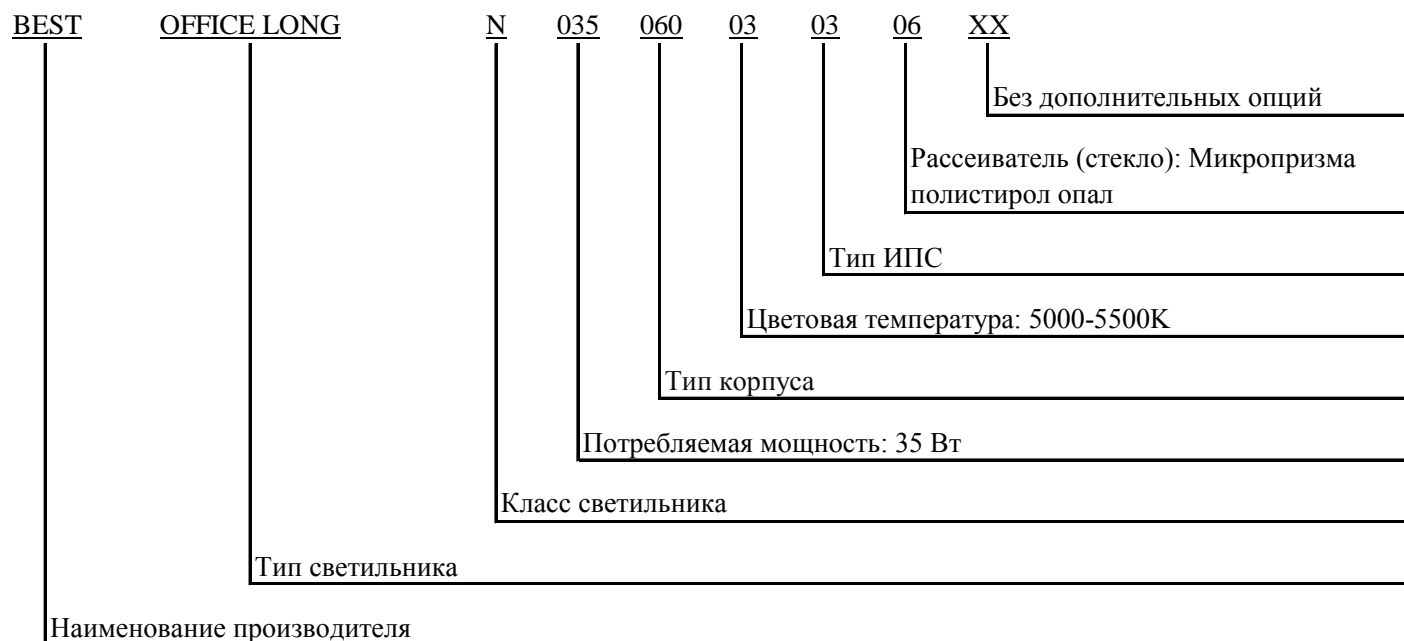 BEST OFFICE LONG N 035 060 03 03 06 XX
Без дополнительных опций
Рассеиватель (стекло): Микропризма
полистирол опал
Тип ИПС
Цветовая температура: 5000-5500К
Тип корпуса
Потребляемая мощность: 35 Вт
Класс светильника
Тип светильника
Наименование производителя